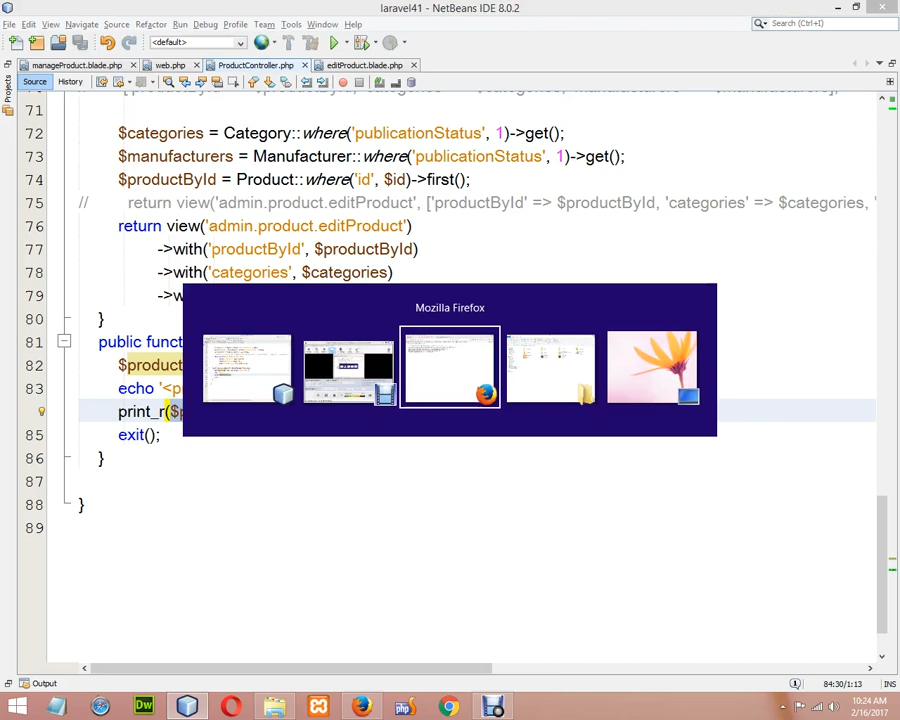 laravel41 - NetBeans IDE 8.0.2
File Edit View Navigate Source Refactor Run Debug Profile Team Tools Window Help
Search (Ctrl+I)
<default>
manageProduct.blade.php web.php ProductController.php editProduct.blade.php
Projects
Source History
71
72 $categories = Category::where('publicationStatus', 1)->get();
73 $manufacturers = Manufacturer::where('publicationStatus', 1)->get();
74 $productById = Product::where('id', $id)->first();
75 // return view('admin.product.editProduct', ['productById' => $productById, 'categories' => $categories, '
76 return view('admin.product.editProduct')
77 ->with('productById', $productById)
78 ->with('categories', $categories)
79 ->w
Mozilla Firefox
80 }
81 public funct
82 $product
83 echo '<p
print_r($p
85 exit();
86 }
87
88 }
89
Output
84:30/1:13 INS
Dw
php
10:24 AM
2/16/2017